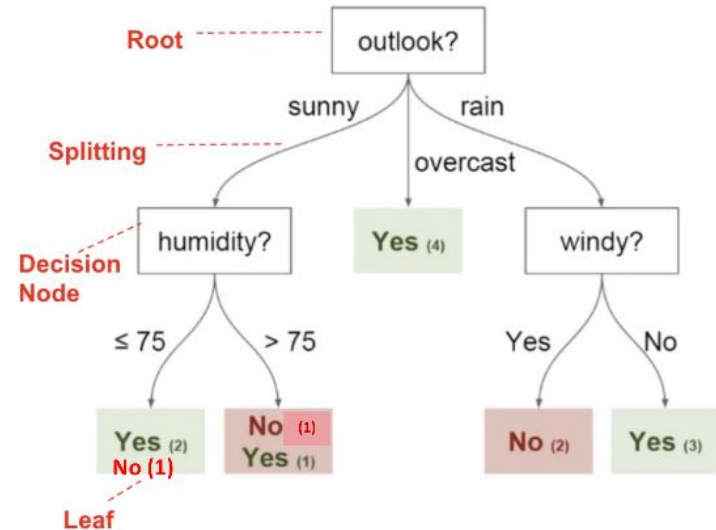 Root
outlook?
sunny
rain
Splitting
overcast
humidity?
Yes (4)
windy?
Decision
Node
≤ 75
> 75
Yes
No
Yes (2)
No (1)
No (1)
Yes (1)
No (2)
Yes (3)
Leaf